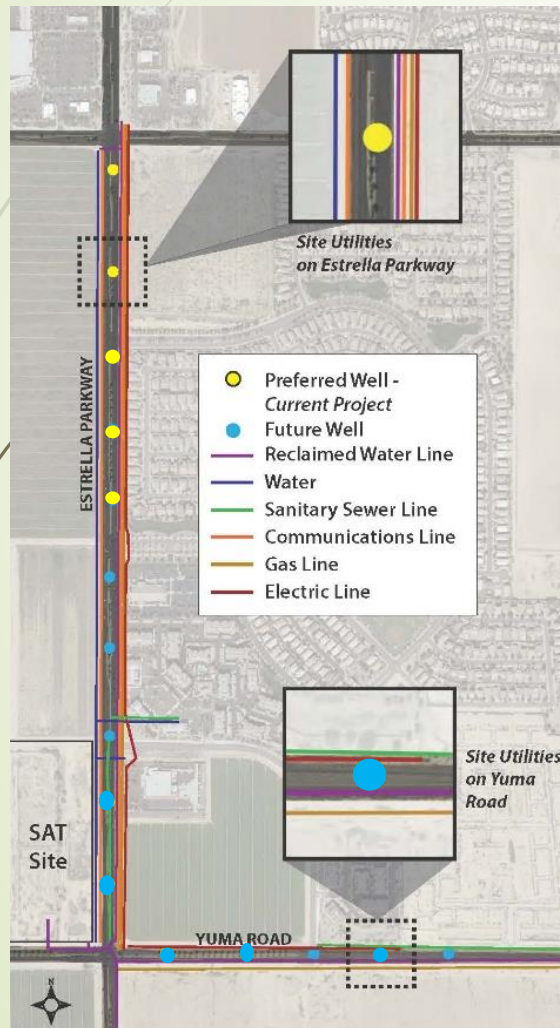 Site Utilities
on Estrella Parkway
ESTRELLA PARKWAY
Preferred Well -
Current Project
Future Well
Reclaimed Water Line
Water
Sanitary Sewer Line
Communications Line
Gas Line
Electric Line
Site Utilities
on Yuma
Road
SAT
Site
YUMA ROAD
N